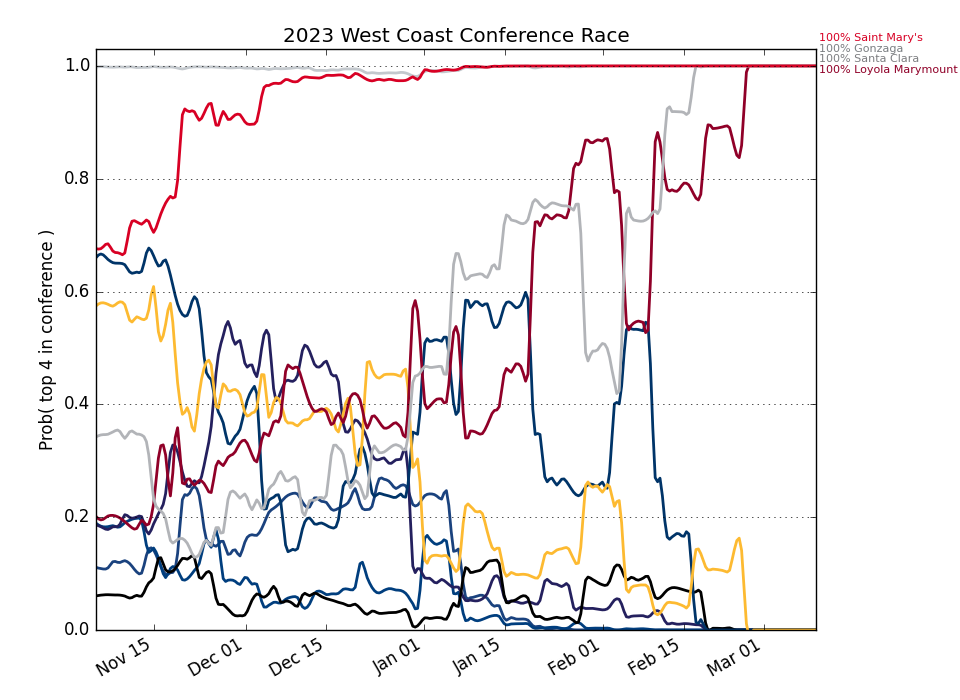 2023 West Coast Conference Race
100% Saint Mary's
100% Gonzaga
100% Santa Clara
100% Loyola Marymount
Prob( top 4 in conference )
1.0
0.8
0.6
0.4
0.2
0.0
Nov 15
Dec 01
Dec 15
Jan 01
Jan 15
Feb 01
Feb 15
Mar 01